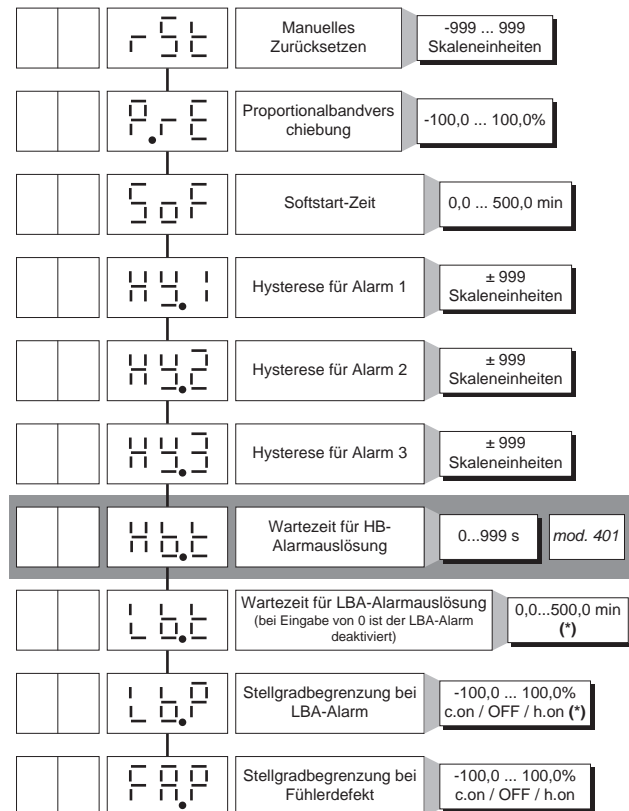 rSt
Manuelles
Zurücksetzen
-999 ... 999
Skaleneinheiten
P.rE
Proportionalbandvers
chiebung
-100,0 ... 100,0%
SoF
Softstart-Zeit
0,0 ... 500,0 min
HY.1
Hysterese für Alarm 1
± 999
Skaleneinheiten
HY.2
Hysterese für Alarm 2
± 999
Skaleneinheiten
HY.3
Hysterese für Alarm 3
± 999
Skaleneinheiten
Hb.t
Wartezeit für HB-
Alarmauslösung
0...999 s
mod. 401
Lb.t
Wartezeit für LBA-Alarmauslösung
(bei Eingabe von 0 ist der LBA-Alarm
deaktiviert)
0,0...500,0 min
(*)
Lb.P
Stellgradbegrenzung bei
LBA-Alarm
-100,0 ... 100,0%
c.on / OFF / h.on (*)
FA.P
Stellgradbegrenzung bei
Fühlerdefekt
-100,0 ... 100,0%
c.on / OFF / h.on